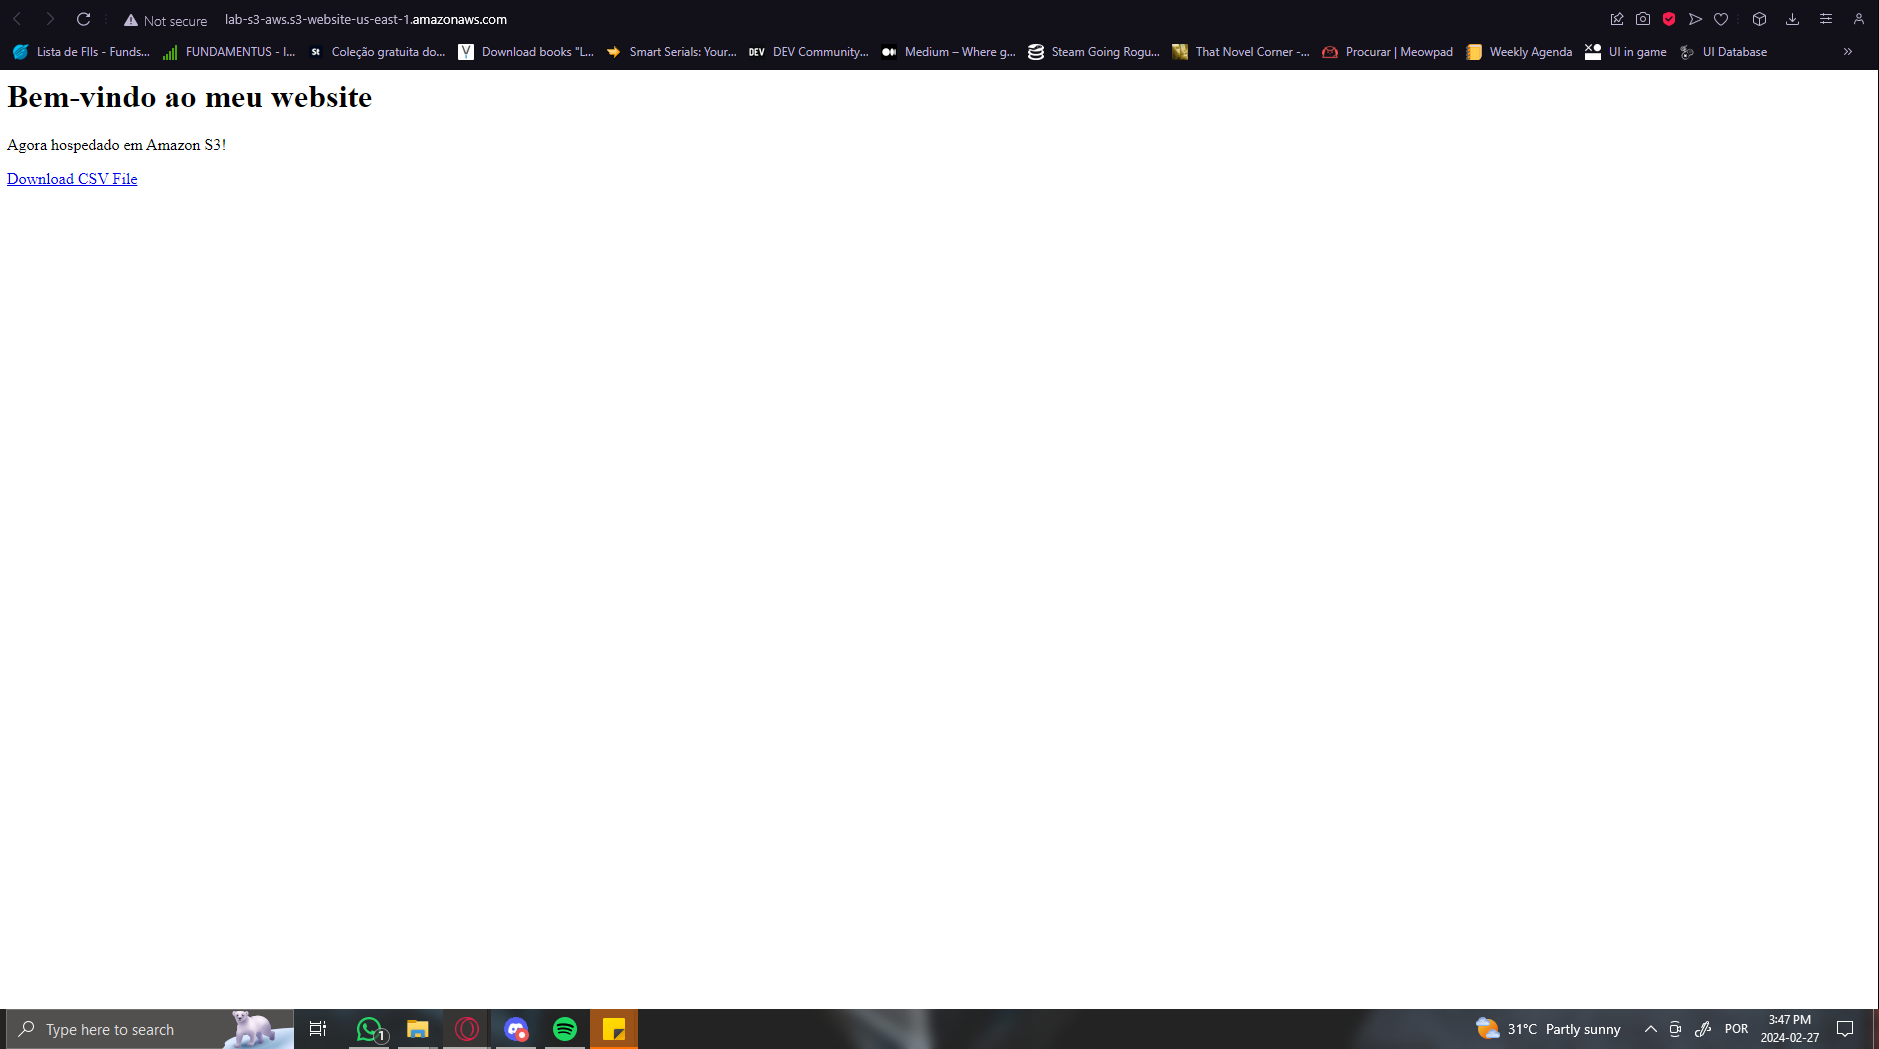 Not secure lab-s3-aws.s3-website-us-east-1.amazonaws.com
Lista de FIIs - Funds... FUNDAMENTUS - I... St Coleção gratuita do... V Download books "L... Smart Serials: Your... DEV DEV Community... Medium – Where g... Steam Going Rogu... That Novel Corner -... Procurar | Meowpad Weekly Agenda UI in game UI Database »
Bem-vindo ao meu website
Agora hospedado em Amazon S3!
Download CSV File
Type here to search 1 31°C Partly sunny POR 3:47 PM
2024-02-27